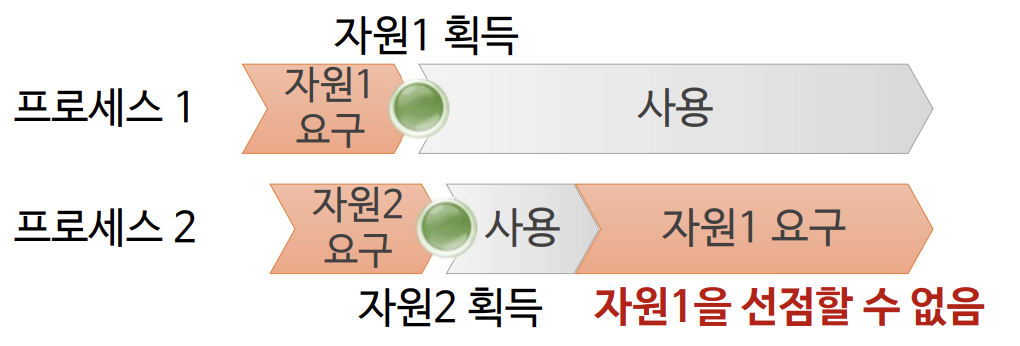 자원1 획득
프로세스 1
자원1
요구
사용
프로세스 2
자원2
요구
사용
자원1 요구
자원2 획득
자원1을 선점할 수 없음